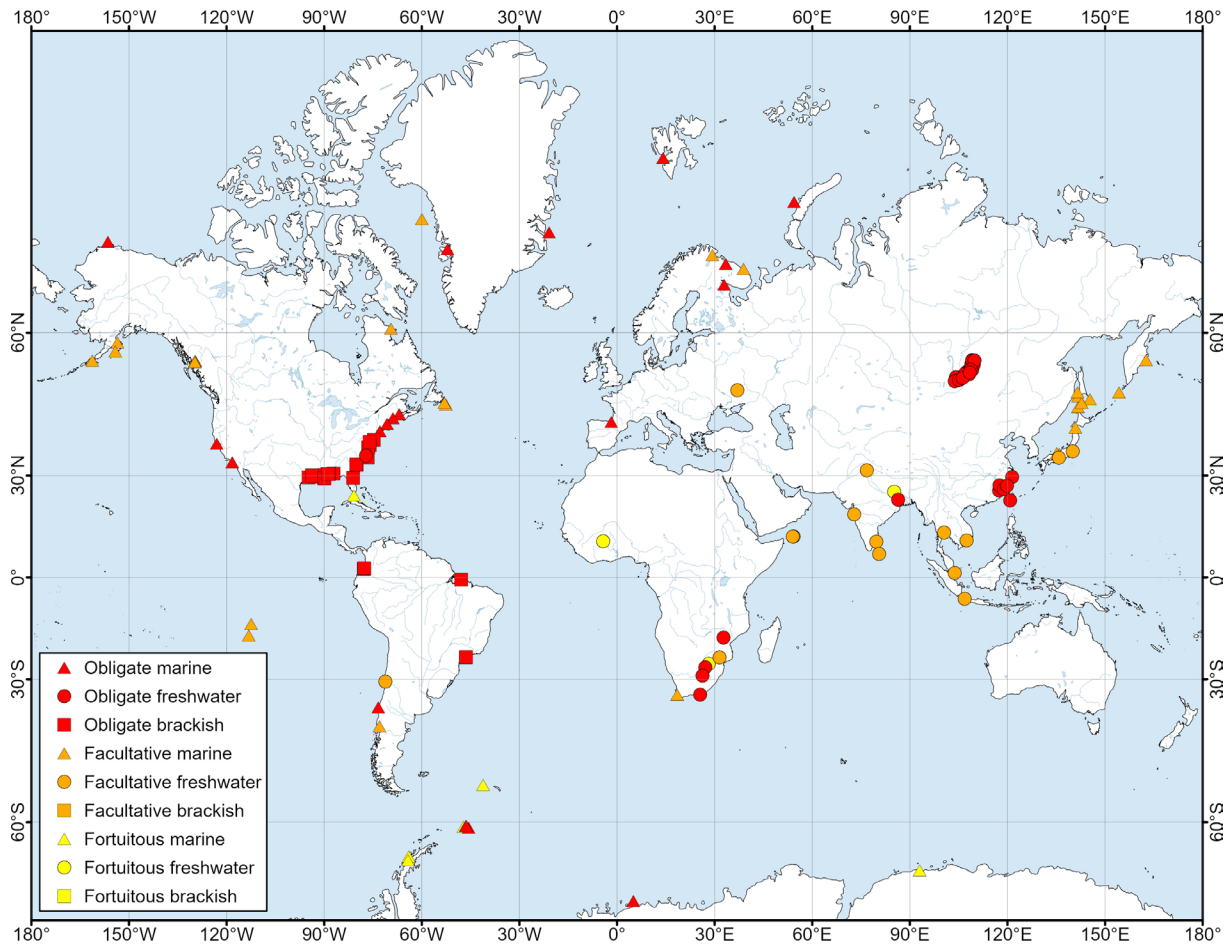 180° 150°W 120°W 90°W 60°W 30°W 0° 30°E 60°E 90°E 120°E 150°E 180°
60°N 60°N
30°N 30°N
0° 0°
30°S 30°S
60°S 60°S
Obligate marine
Obligate freshwater
Obligate brackish
Facultative marine
Facultative freshwater
Facultative brackish
Fortuitous marine
Fortuitous freshwater
Fortuitous brackish
180° 150°W 120°W 90°W 60°W 30°W 0° 30°E 60°E 90°E 120°E 150°E 180°